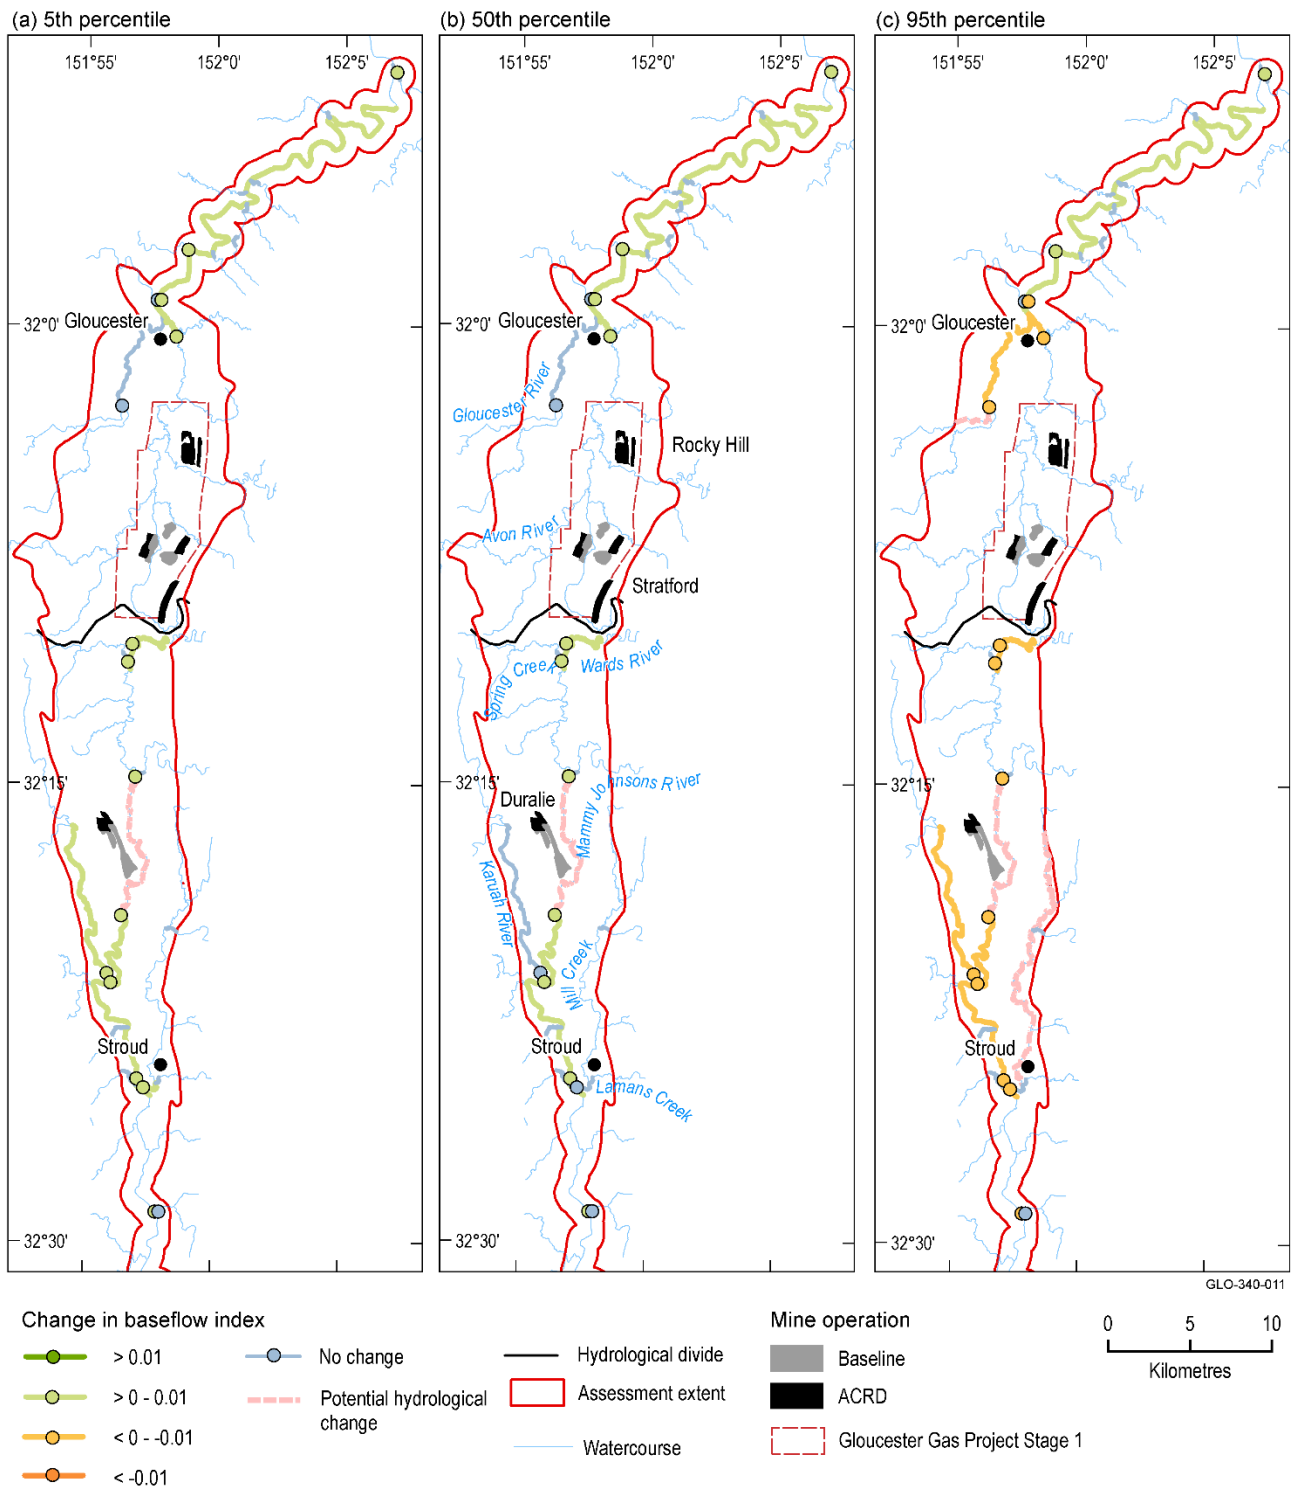 (a) 5th percentile
(b) 50th percentile
(c) 95th percentile
151°55'
152°0'
152°5'
151°55'
152°0'
152°5'
151°55'
152°0'
152°5'
32°0'
Gloucester
32°0'
Gloucester
32°0'
Gloucester
Gloucester River
Rocky Hill
Avon River
Stratford
Spring Creek
Wards River
32°15'
32°15'
32°15'
Mammy Johnsons River
Duralie
Karuah River
Mill Creek
Stroud
Stroud
Stroud
Lamans Creek
32°30'
32°30'
32°30'
GLO-340-011
Change in baseflow index
> 0.01
> 0 - 0.01
< 0 - -0.01
< -0.01
No change
Potential hydrological
change
Hydrological divide
Assessment extent
Watercourse
Mine operation
Baseline
ACRD
Gloucester Gas Project Stage 1
0 5 10
Kilometres